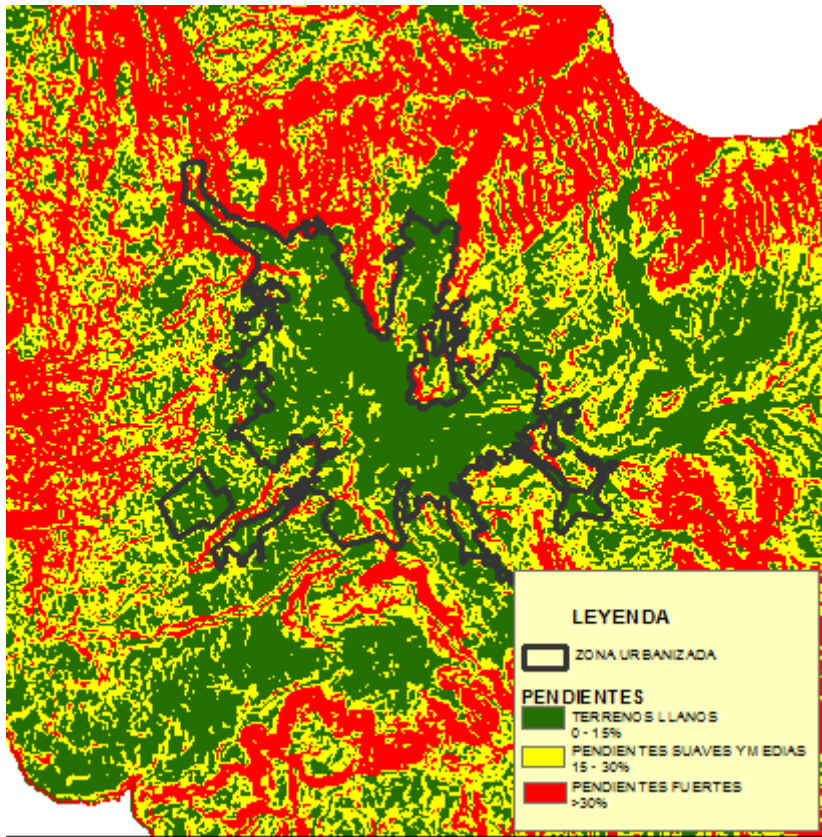 LEYENDA
ZONA URBANIZADA
PENDIENTES
TERRENOS LLANOS
0 - 15%
PENDIENTES SUAVES Y MEDIAS
15 - 30%
PENDIENTES FUERTES
>30%